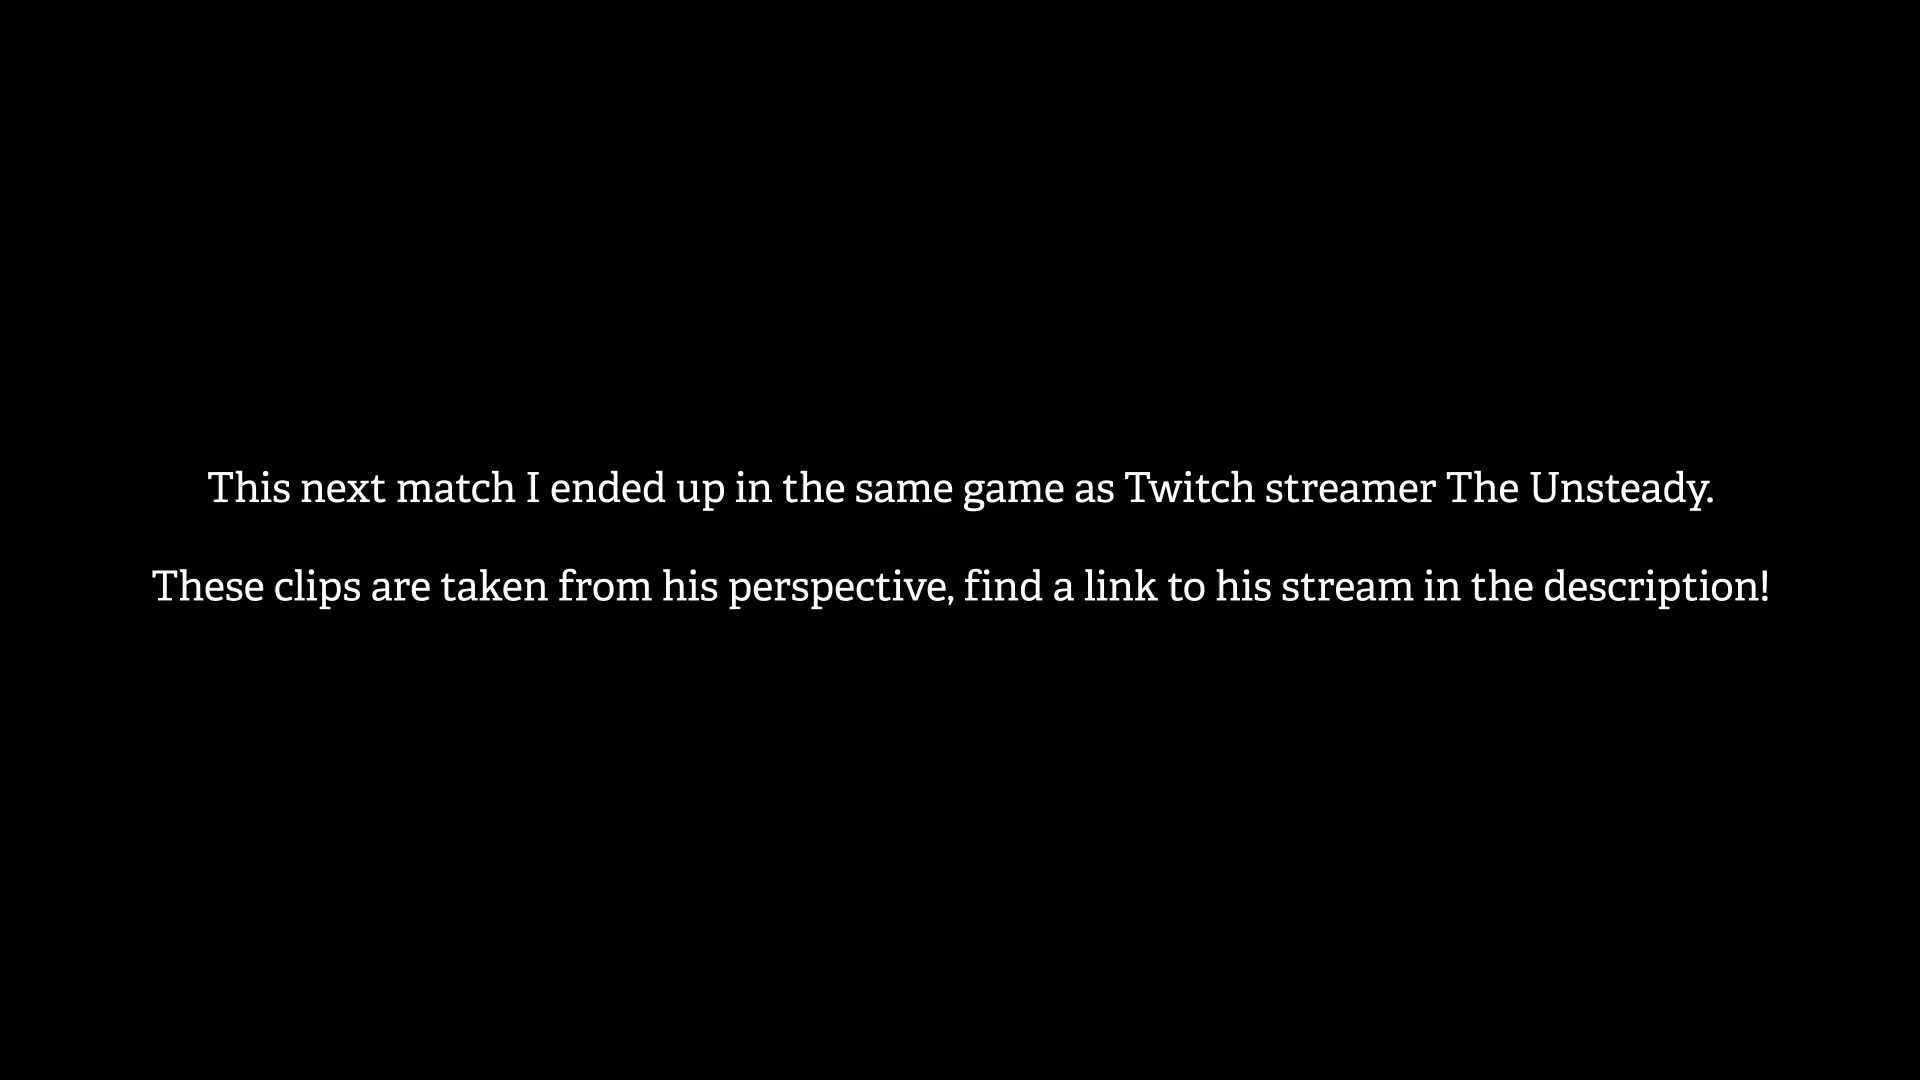 This next match I ended up in the same game as Twitch streamer The Unsteady.
These clips are taken from his perspective, find a link to his stream in the description!